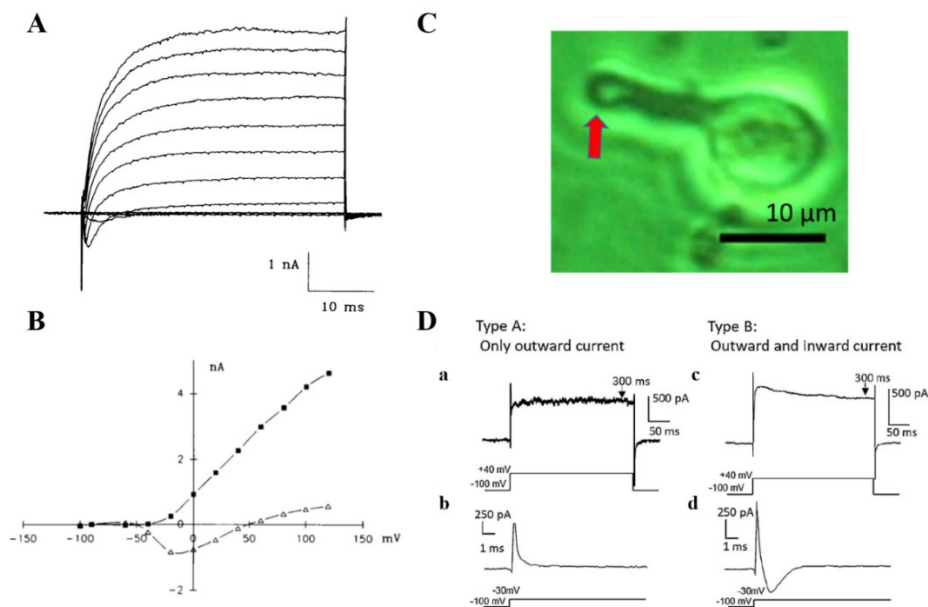 A
1 nA
10 ms
B
nA
4
2
0
-2
-150
-100
-50
0
50
100
150
mV
C
10 μm
D
Type A:
Only outward current
Type B:
Outward and inward current
a
300 ms
500 pA
50 ms
+40 mV
-100 mV
c
300 ms
500 pA
50 ms
+40 mV
-100 mV
b
250 pA
1 ms
-30mV
-100 mV
d
250 pA
1 ms
-30mV
-100 mV